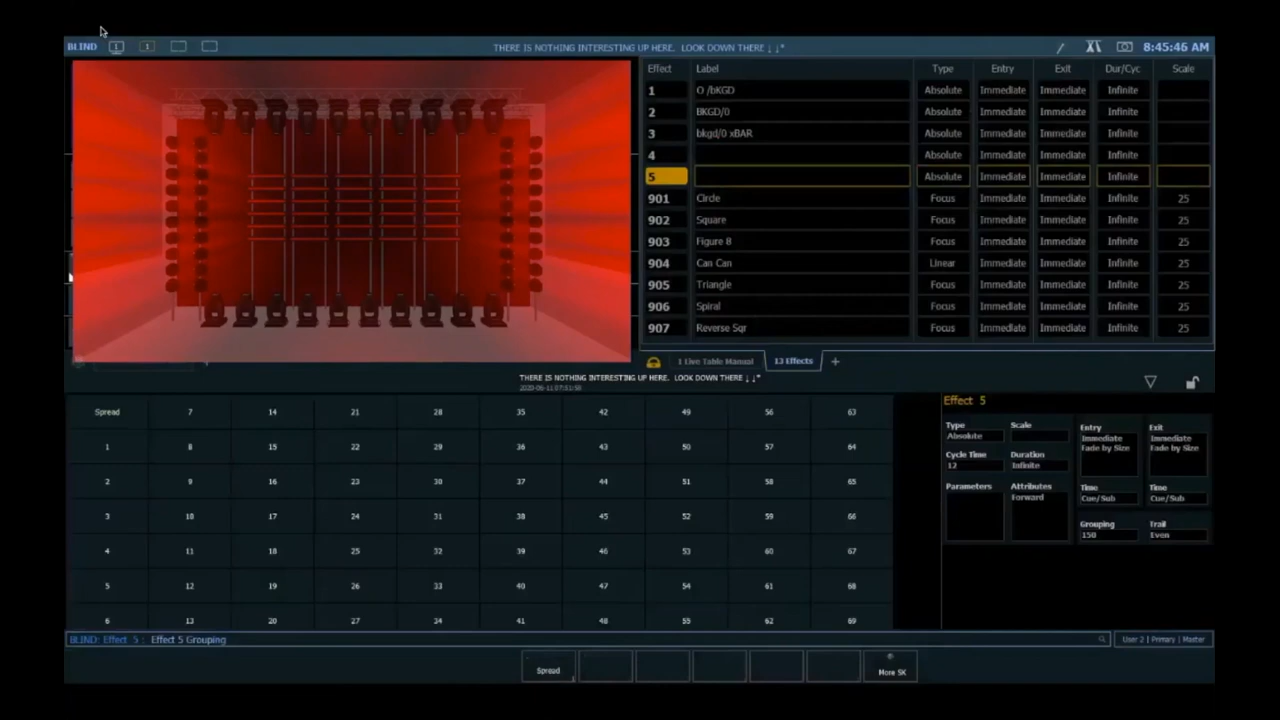 BLIND 1 1 THERE IS NOTHING INTERESTING UP HERE. LOOK DOWN THERE ↓ ↓* 8:45:46 AM
Effect Label Type Entry Exit Dur/Cyc Scale
1 O /bKGD Absolute Immediate Immediate Infinite
2 BKGD/0 Absolute Immediate Immediate Infinite
3 bkgd/0 xBAR Absolute Immediate Immediate Infinite
4 Absolute Immediate Immediate Infinite
5 Absolute Immediate Immediate Infinite
901 Circle Focus Immediate Immediate Infinite 25
902 Square Focus Immediate Immediate Infinite 25
903 Figure 8 Focus Immediate Immediate Infinite 25
904 Can Can Linear Immediate Immediate Infinite 25
905 Triangle Focus Immediate Immediate Infinite 25
906 Spiral Focus Immediate Immediate Infinite 25
907 Reverse Sqr Focus Immediate Immediate Infinite 25
1 Live Table Manual 13 Effects +
THERE IS NOTHING INTERESTING UP HERE. LOOK DOWN THERE ↓ ↓*
Spread 7 14 21 28 35 42 49 56 63
1 8 15 22 29 36 43 50 57 64
2 9 16 23 30 37 44 51 58 65
3 10 17 24 31 38 45 52 59 66
4 11 18 25 32 39 46 53 60 67
5 12 19 26 33 40 47 54 61 68
6 13 20 27 34 41 48 55 62 69
Effect 5
Type Scale Entry Exit
Absolute Immediate Immediate
Fade by Size Fade by Size
Cycle Time Duration
12 Infinite
Parameters Attributes Time Time
Forward Cue/Sub Cue/Sub
Grouping Trail
150 Even
BLIND: Effect 5 : Effect 5 Grouping User 2 | Primary | Master
Spread More SK